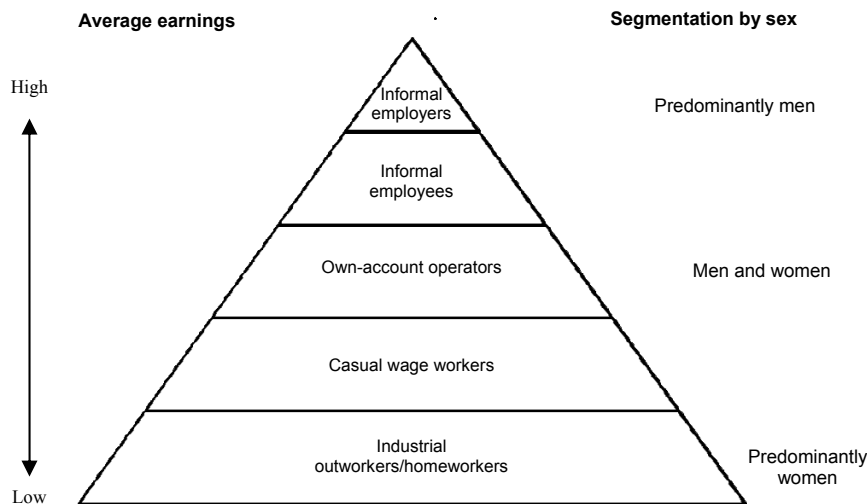 Average earnings
Segmentation by sex
High
Informal
employers
Predominantly men
Informal
employees
Own-account operators
Men and women
Casual wage workers
Industrial
outworkers/homeworkers
Predominantly
women
Low